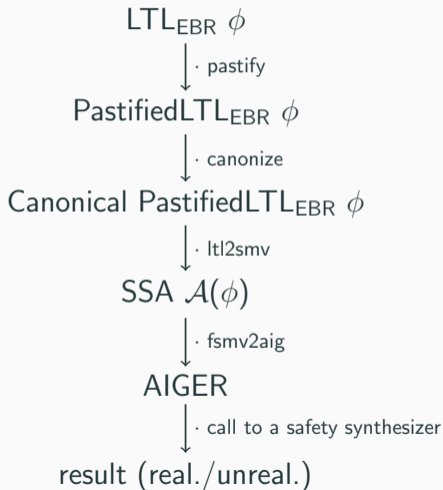 LTL_EBR ϕ
· pastify
PastifiedLTL_EBR ϕ
· canonize
Canonical PastifiedLTL_EBR ϕ
· ltl2smv
SSA 𝒜(ϕ)
· fsmv2aig
AIGER
· call to a safety synthesizer
result (real./unreal.)